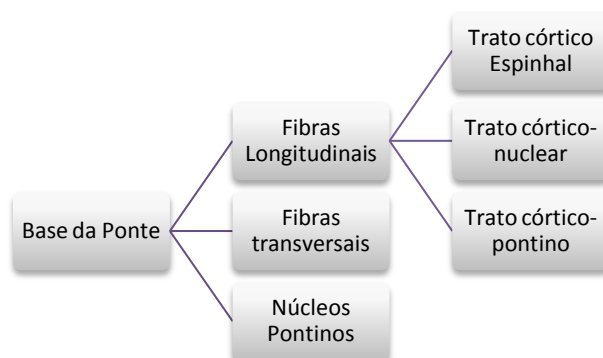 Base da Ponte
Fibras
Longitudinais
Trato córtico
Espinhal
Trato córtico-
nuclear
Trato córtico-
pontino
Fibras
transversais
Núcleos
Pontinos